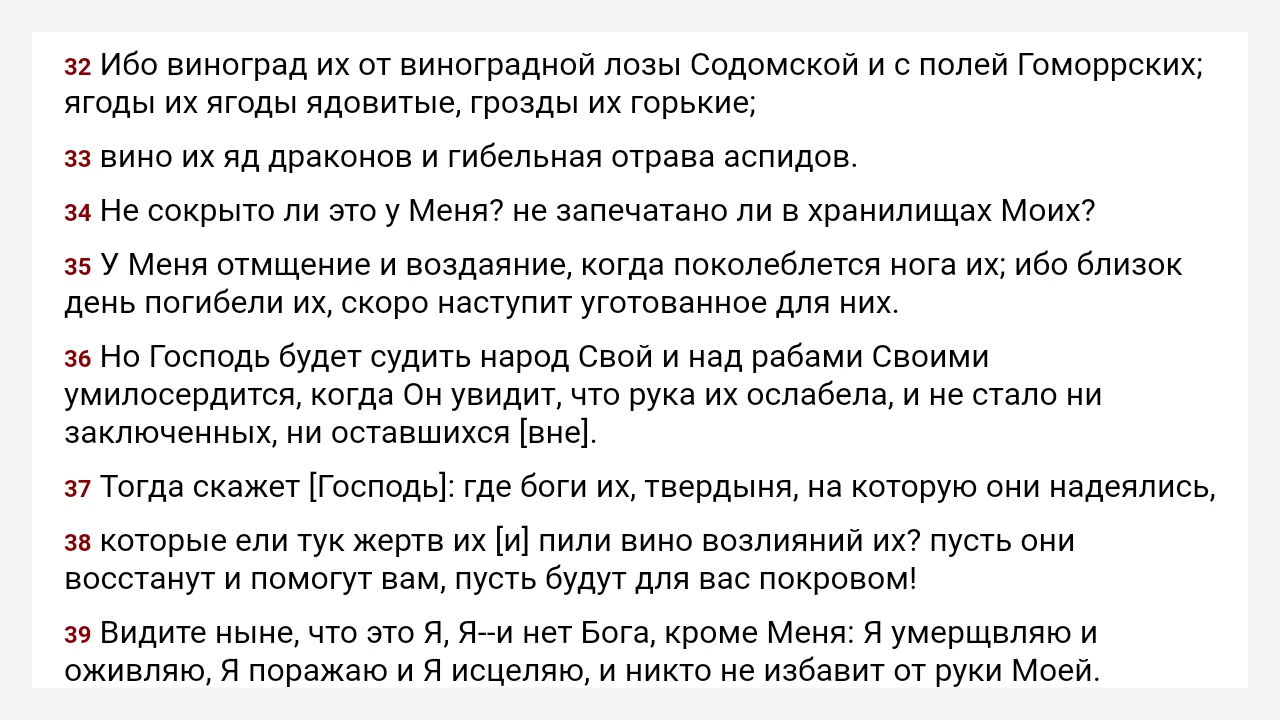 32 Ибо виноград их от виноградной лозы Содомской и с полей Гоморрских;
ягоды их ягоды ядовитые, грозды их горькие;
33 вино их яд драконов и гибельная отрава аспидов.
34 Не сокрыто ли это у Меня? не запечатано ли в хранилищах Моих?
35 У Меня отмщение и воздаяние, когда поколеблется нога их; ибо близок
день погибели их, скоро наступит уготованное для них.
36 Но Господь будет судить народ Свой и над рабами Своими
умилосердится, когда Он увидит, что рука их ослабела, и не стало ни
заключенных, ни оставшихся [вне].
37 Тогда скажет [Господь]: где боги их, твердыня, на которую они надеялись,
38 которые ели тук жертв их [и] пили вино возлияний их? пусть они
восстанут и помогут вам, пусть будут для вас покровом!
39 Видите ныне, что это Я, Я--и нет Бога, кроме Меня: Я умерщвляю и
оживляю, Я поражаю и Я исцеляю, и никто не избавит от руки Моей.